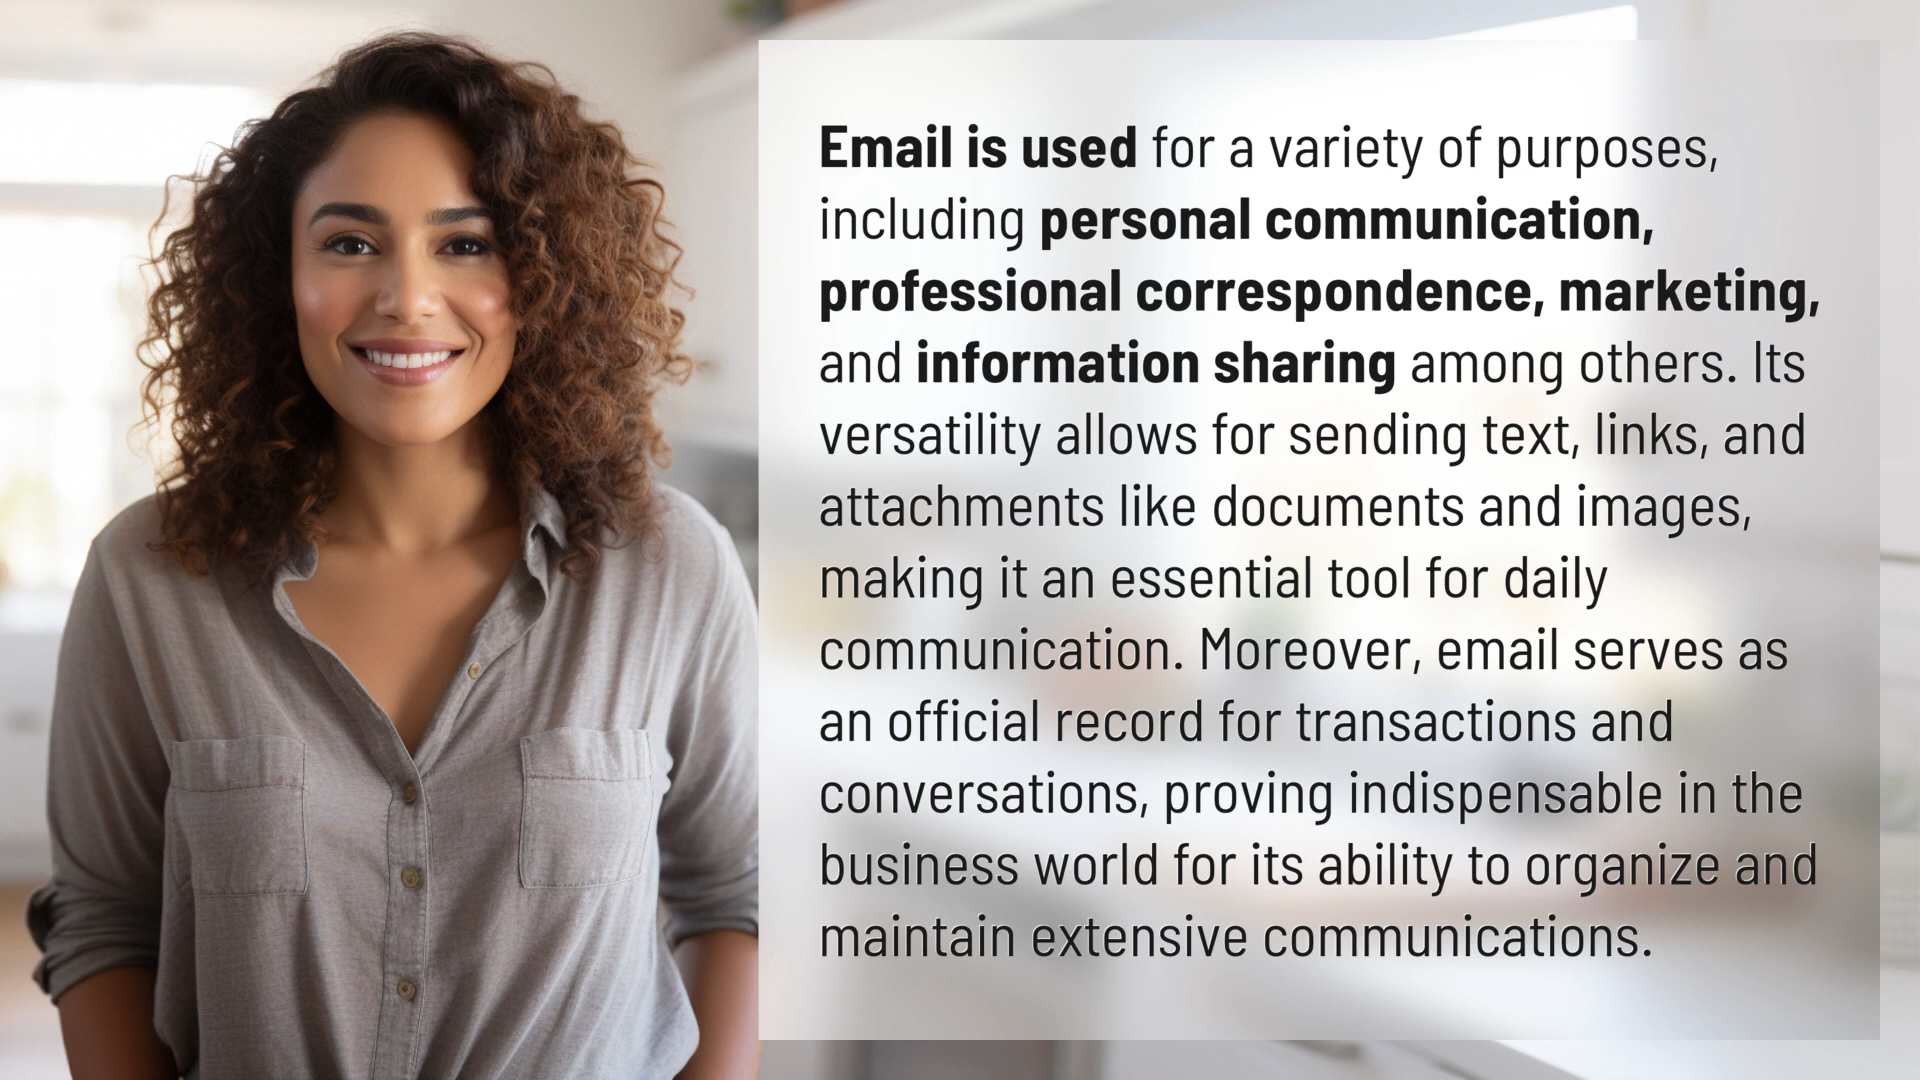 Email is used for a variety of purposes,
including personal communication,
professional correspondence, marketing,
and information sharing among others. Its
versatility allows for sending text, links, and
attachments like documents and images,
making it an essential tool for daily
communication. Moreover, email serves as
an official record for transactions and
conversations, proving indispensable in the
business world for its ability to organize and
maintain extensive communications.